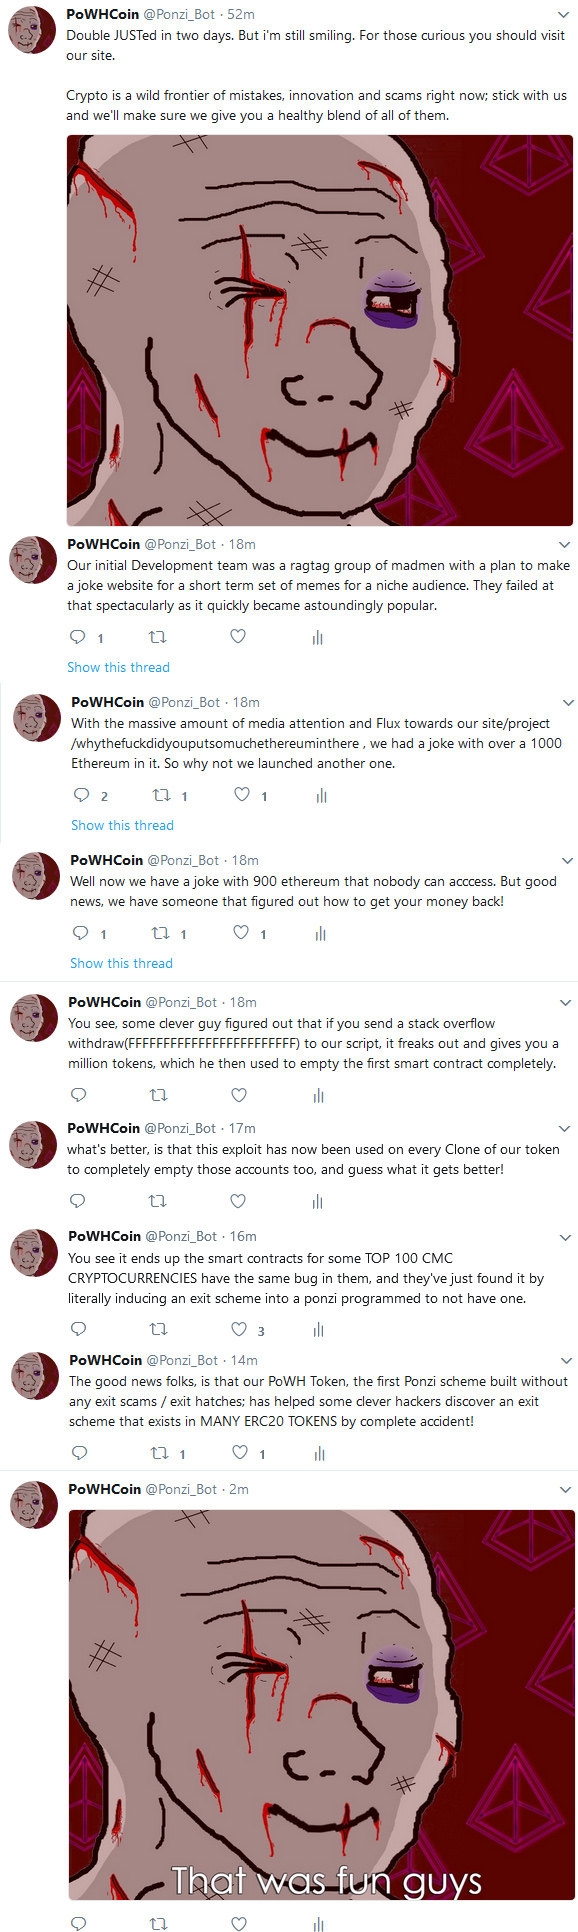 PoWHCoin @Ponzi_Bot · 52m
Double JUSTed in two days. But i'm still smiling. For those curious you should visit
our site.
Crypto is a wild frontier of mistakes, innovation and scams right now; stick with us
and we'll make sure we give you a healthy blend of all of them.
PoWHCoin @Ponzi_Bot · 18m
Our initial Development team was a ragtag group of madmen with a plan to make
a joke website for a short term set of memes for a niche audience. They failed at
that spectacularly as it quickly became astoundingly popular.
1
Show this thread
PoWHCoin @Ponzi_Bot · 18m
With the massive amount of media attention and Flux towards our site/project
/whythefuckdidyouputsomuchethereuminthere , we had a joke with over a 1000
Ethereum in it. So why not we launched another one.
2 1 1
Show this thread
PoWHCoin @Ponzi_Bot · 18m
Well now we have a joke with 900 ethereum that nobody can acccess. But good
news, we have someone that figured out how to get your money back!
1 1 1
Show this thread
PoWHCoin @Ponzi_Bot · 18m
You see, some clever guy figured out that if you send a stack overflow
withdraw(FFFFFFFFFFFFFFFFFFFFFFFF) to our script, it freaks out and gives you a
million tokens, which he then used to empty the first smart contract completely.
PoWHCoin @Ponzi_Bot · 17m
what's better, is that this exploit has now been used on every Clone of our token
to completely empty those accounts too, and guess what it gets better!
PoWHCoin @Ponzi_Bot · 16m
You see it ends up the smart contracts for some TOP 100 CMC
CRYPTOCURRENCIES have the same bug in them, and they've just found it by
literally inducing an exit scheme into a ponzi programmed to not have one.
3
PoWHCoin @Ponzi_Bot · 14m
The good news folks, is that our PoWH Token, the first Ponzi scheme built without
any exit scams / exit hatches; has helped some clever hackers discover an exit
scheme that exists in MANY ERC20 TOKENS by complete accident!
1 1
PoWHCoin @Ponzi_Bot · 2m
That was fun guys